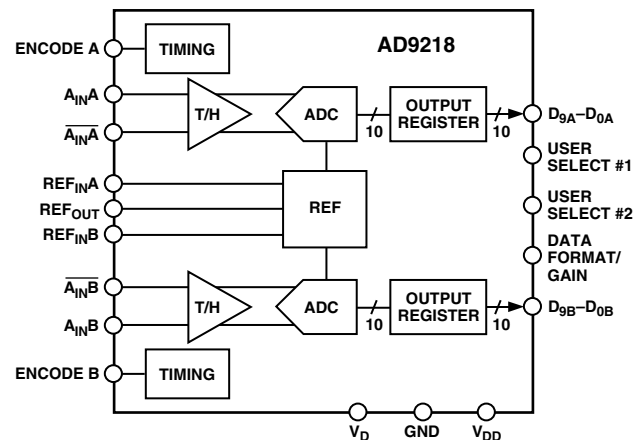 AD9218
ENCODE A
TIMING
AINA
AINA
T/H
ADC
10
OUTPUT
REGISTER
10
D9A–D0A
USER
SELECT #1
REFINA
REFOUT
REFINB
REF
USER
SELECT #2
DATA
FORMAT/
GAIN
AINB
AINB
T/H
ADC
10
OUTPUT
REGISTER
10
D9B–D0B
ENCODE B
TIMING
VD
GND
VDD